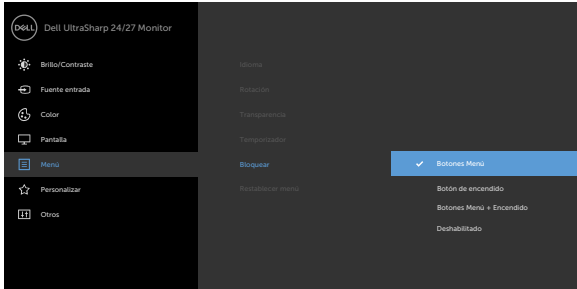 DELL Dell UltraSharp 24/27 Monitor
Brillo/Contraste
Fuente entrada
Color
Pantalla
Menú
Personalizar
Otros
Idioma
Rotación
Transparencia
Temporizador
Bloquear
Restablecer menú
Botones Menú
Botón de encendido
Botones Menú + Encendido
Deshabilitado